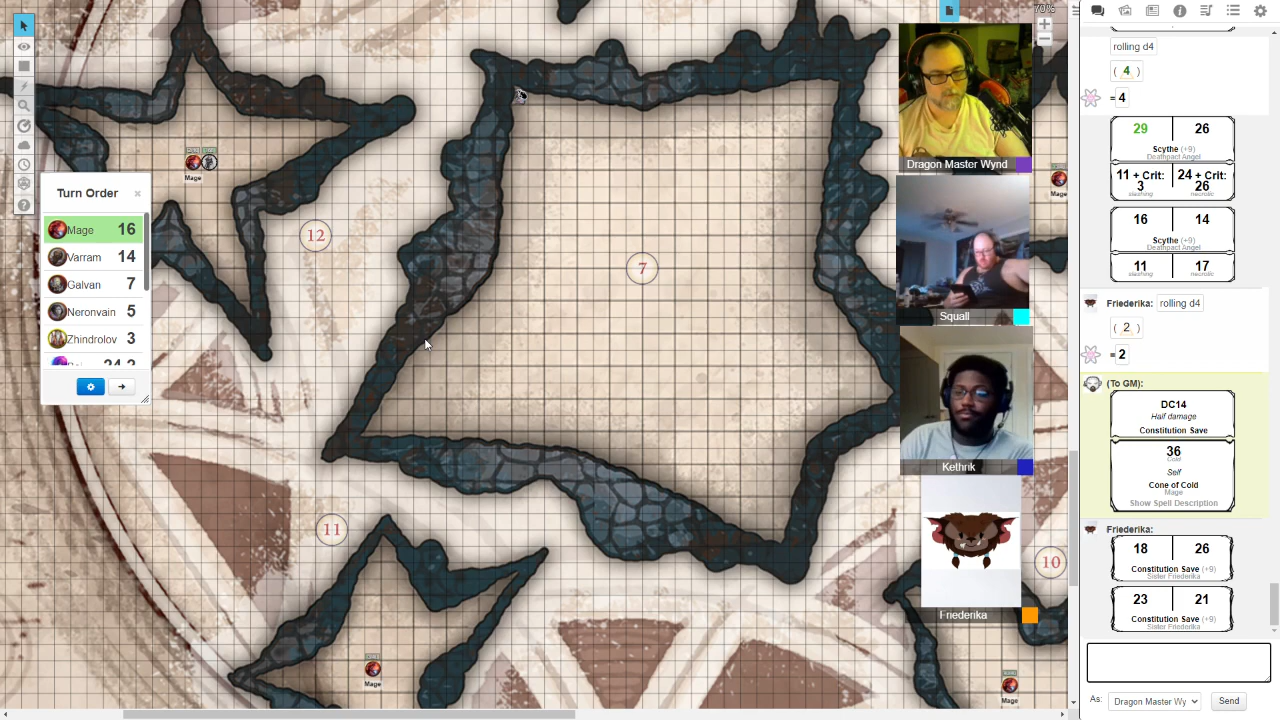 70%
Turn Order ×
Mage 16
Varram 14
Galvan 7
Neronvain 5
Zhindrolov 3
Mage
12
7
11
10
Mage
Mage
Mage
Dragon Master Wynd
Squall
Kethrik
Friederika
rolling d4
( 4 )
=4
29 26
Scythe (+9)
Deathpact Angel
11 + Crit: 3 24 + Crit: 26
slashing necrotic
16 14
Scythe (+9)
Deathpact Angel
11 17
slashing necrotic
Friederika: rolling d4
( 2 )
=2
(To GM):
DC14
Half damage
Constitution Save
36
Cold
Self
Cone of Cold
Mage
Show Spell Description
Friederika:
18 26
Constitution Save (+9)
Sister Friederika
23 21
Constitution Save (+9)
Sister Friederika
As: Dragon Master Wy
Send